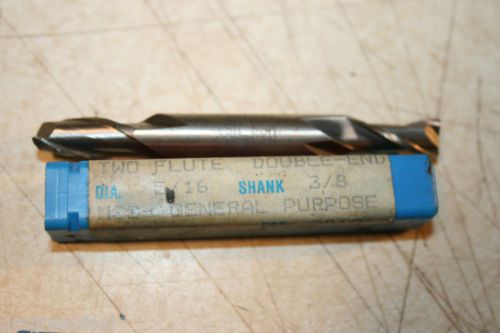 TWO FLUTE DOUBLE-END
DIA. 5/16 SHANK 3/8
GENERAL PURPOSE